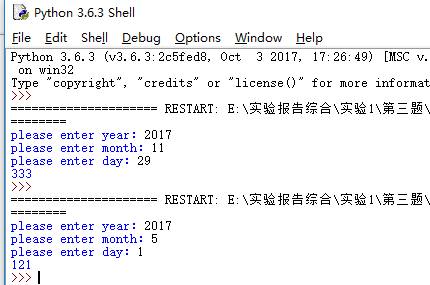 Python 3.6.3 Shell
File Edit Shell Debug Options Window Help
Python 3.6.3 (v3.6.3:2c5fed8, Oct  3 2017, 17:26:49) [MSC v.
 on win32
Type "copyright", "credits" or "license()" for more informat
>>>
==================== RESTART: E:\实验报告综合\实验1\第三题\
========
please enter year: 2017
please enter month: 11
please enter day: 29
333
>>>
==================== RESTART: E:\实验报告综合\实验1\第三题\
========
please enter year: 2017
please enter month: 5
please enter day: 1
121
>>>